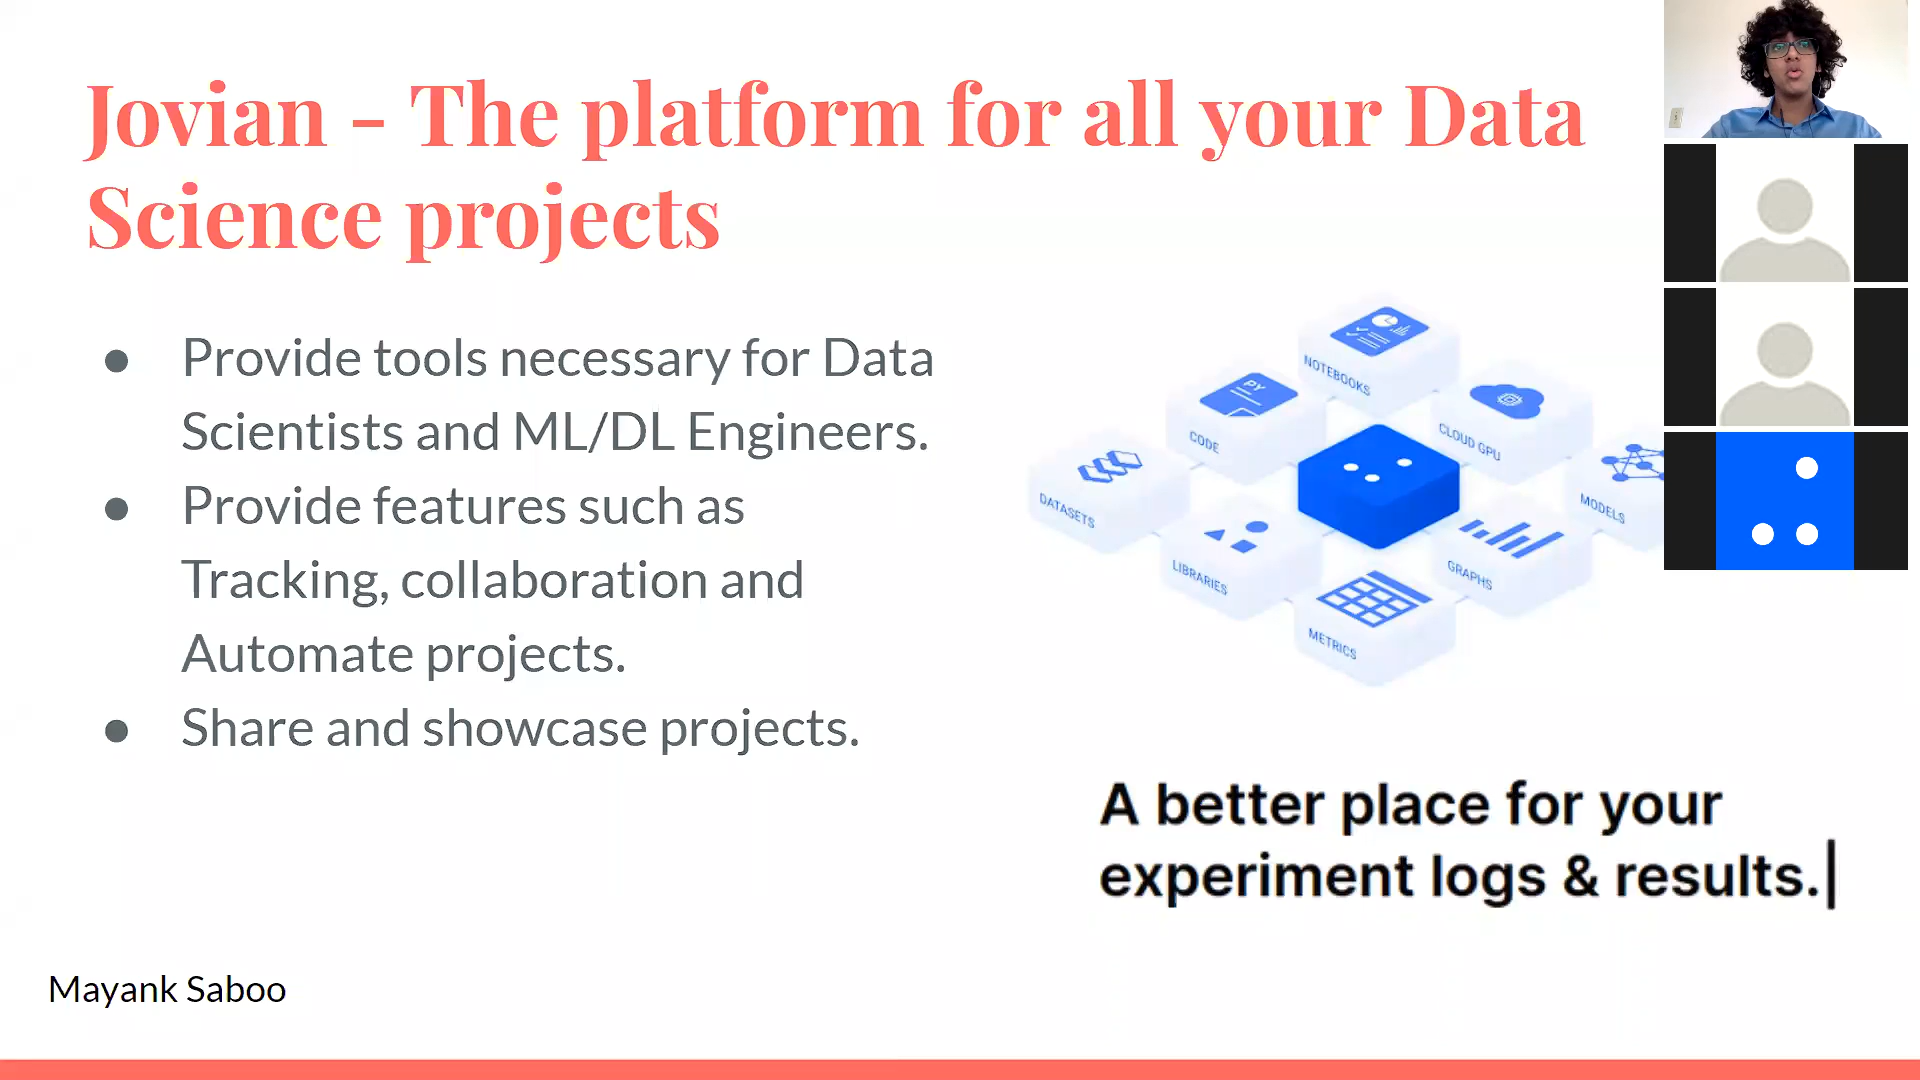 Jovian – The platform for all your Data
Science projects
● Provide tools necessary for Data
Scientists and ML/DL Engineers.
● Provide features such as
Tracking, collaboration and
Automate projects.
● Share and showcase projects.
NOTEBOOKS
PY
CODE
CLOUD GPU
DATASETS
MODELS
LIBRARIES
GRAPHS
METRICS
A better place for your
experiment logs & results.|
Mayank Saboo